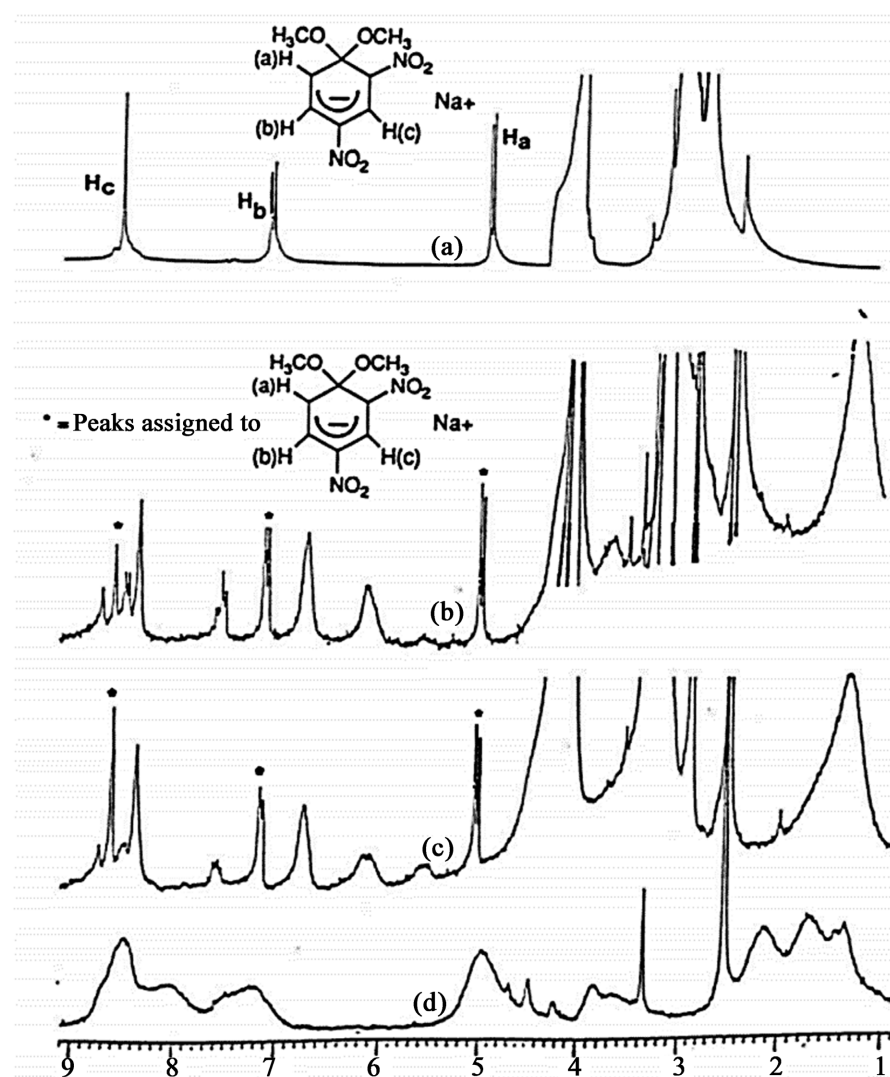 H₃CO OCH₃
(a)H NO₂
Na+
(b)H H(c)
NO₂
Hc
Hb
Ha
(a)
H₃CO OCH₃
(a)H NO₂
• = Peaks assigned to Na+
(b)H H(c)
NO₂
(b)
(c)
(d)
9 8 7 6 5 4 3 2 1